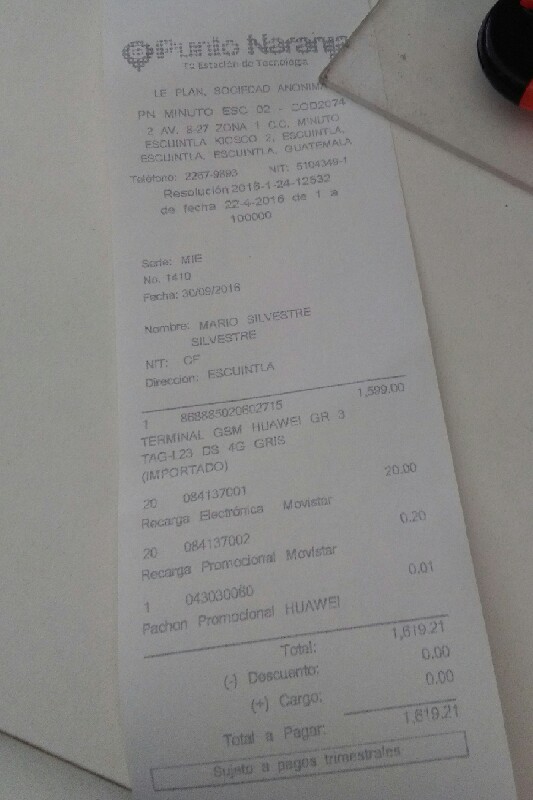 Punto Naranja
Tu Estación de Tecnología
LE PLAN, SOCIEDAD ANONIMA
PN MINUTO ESC 02 - COD2074
2 AV. 8-27 ZONA 1 C.C. MINUTO
ESCUINTLA KIOSCO 2, ESCUINTLA,
ESCUINTLA, ESCUINTLA, GUATEMALA
Teléfono: 2267-9893 NIT: 5104349-1
Resolución 2016-1-24-12532
de fecha 22-4-2016 de 1 a
100000
Serie: MIE
No. 1410
Fecha: 30/09/2016
Nombre: MARIO SILVESTRE
SILVESTRE
NIT: CF
Direccion: ESCUINTLA
1 868885020602715 1,599.00
TERMINAL GSM HUAWEI GR 3
TAG-L23 DS 4G GRIS
(IMPORTADO)
20 084137001 20.00
Recarga Electrónica Movistar
20 084137002 0.20
Recarga Promocional Movistar
1 043030060 0.01
Pachon Promocional HUAWEI
Total: 1,619.21
(-) Descuento: 0.00
(+) Cargo: 0.00
Total a Pagar: 1,619.21
Sujeto a pagos trimestrales